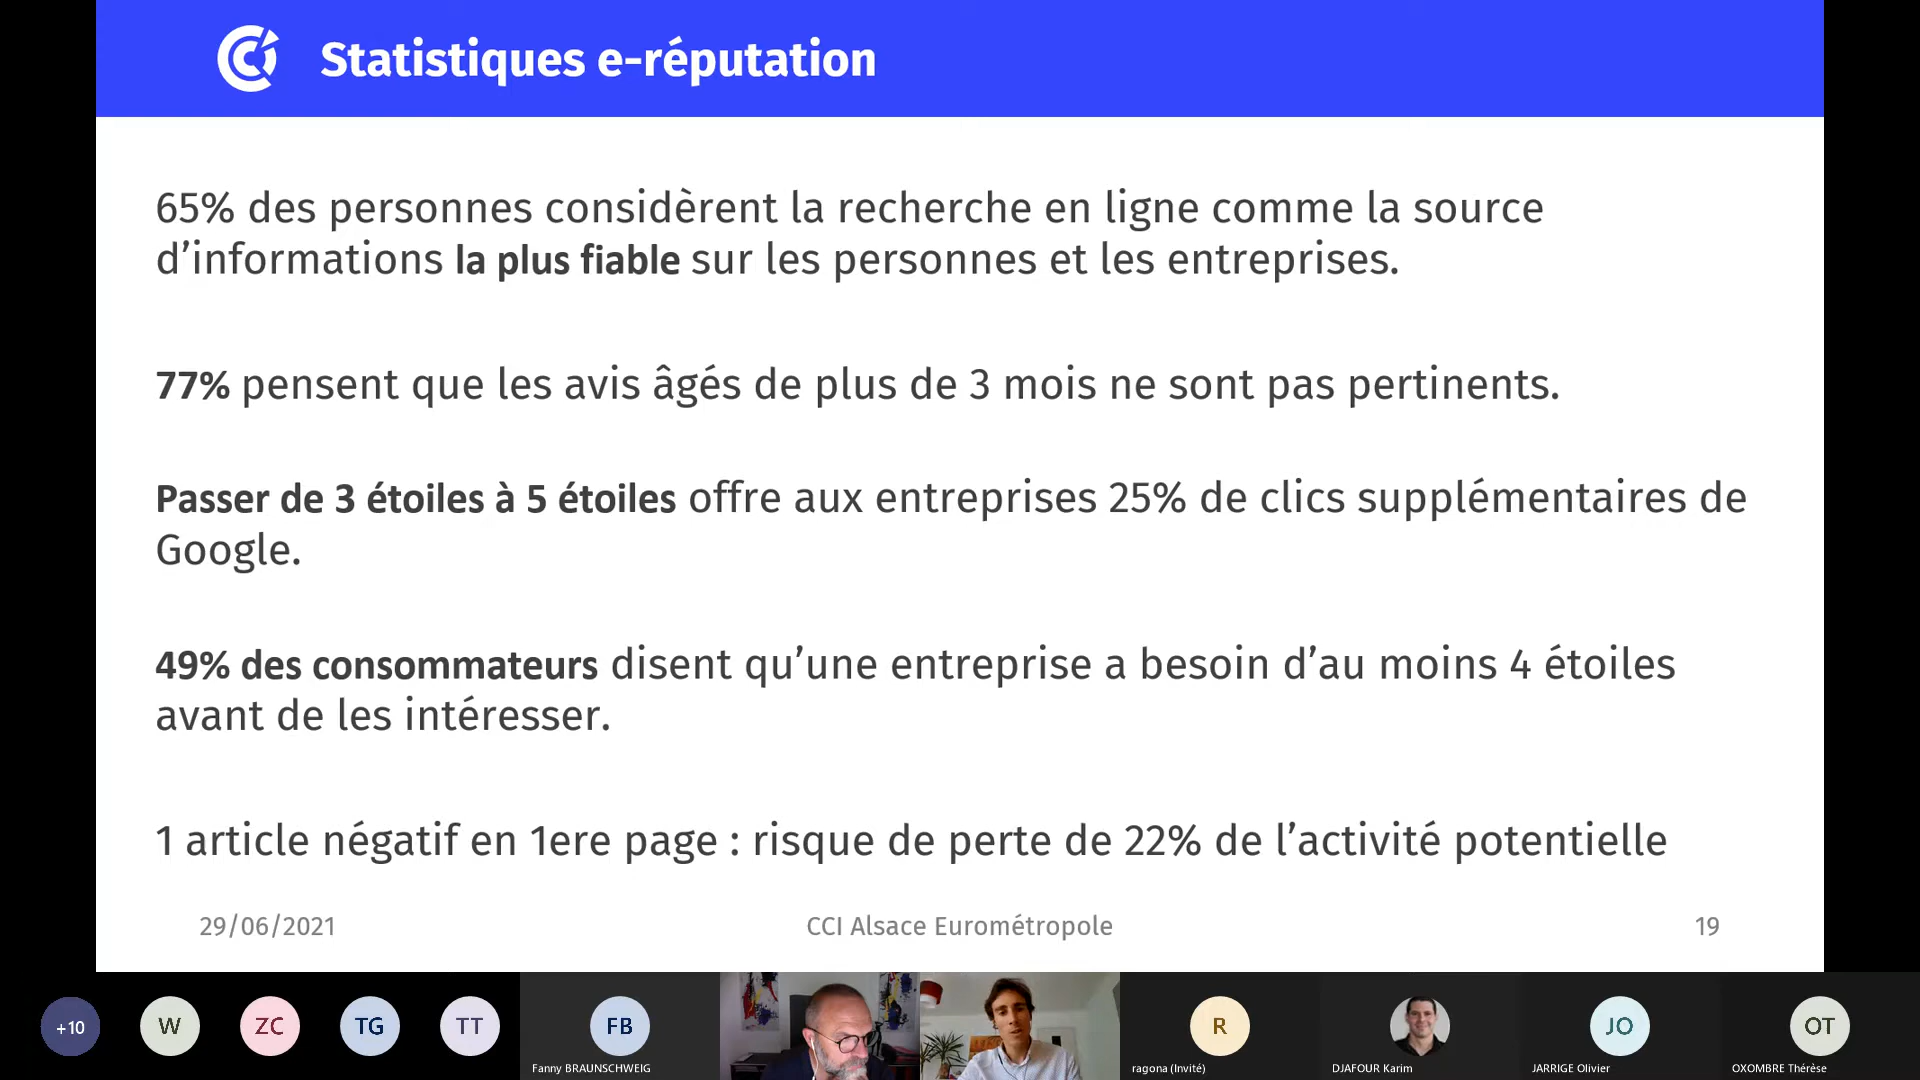 Statistiques e-réputation
65% des personnes considèrent la recherche en ligne comme la source
d’informations la plus fiable sur les personnes et les entreprises.
77% pensent que les avis âgés de plus de 3 mois ne sont pas pertinents.
Passer de 3 étoiles à 5 étoiles offre aux entreprises 25% de clics supplémentaires de
Google.
49% des consommateurs disent qu’une entreprise a besoin d’au moins 4 étoiles
avant de les intéresser.
1 article négatif en 1ere page : risque de perte de 22% de l’activité potentielle
29/06/2021
CCI Alsace Eurométropole
19
+10
W
ZC
TG
TT
FB
Fanny BRAUNSCHWEIG
R
ragona (Invité)
DJAFOUR Karim
JO
JARRIGE Olivier
OT
OXOMBRE Thérèse